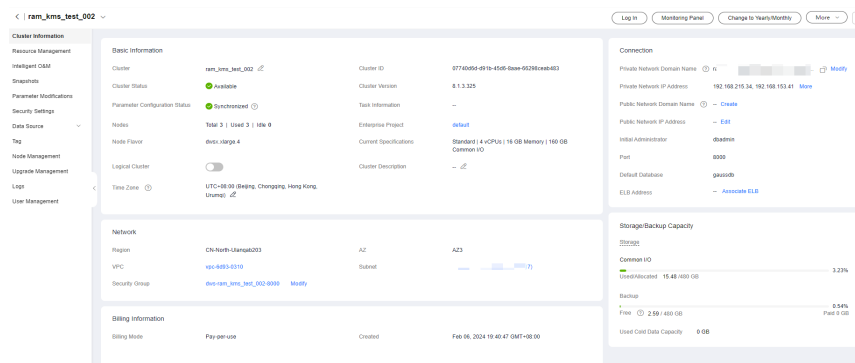 ram_kms_test_002
Log In
Monitoring Panel
Change to Yearly/Monthly
More
Cluster Information
Resource Management
Intelligent O&M
Snapshots
Parameter Modifications
Security Settings
Data Source
Tag
Node Management
Upgrade Management
Logs
User Management
Basic Information
Cluster ram_kms_test_002
Cluster ID 07740d6d-d91b-45d6-8aae-56298ceab483
Cluster Status Available
Cluster Version 8.1.3.325
Parameter Configuration Status Synchronized
Task Information --
Nodes Total 3 | Used 3 | Idle 0
Enterprise Project default
Node Flavor dwsx.xlarge.4
Current Specifications Standard | 4 vCPUs | 16 GB Memory | 160 GB
Common I/O
Logical Cluster
Cluster Description --
Time Zone UTC+08:00 (Beijing, Chongqing, Hong Kong,
Urumqi)
Network
Region CN-North-Ulanqab203
AZ AZ3
VPC vpc-6d83-0310
Subnet
Security Group dws-ram_kms_test_002-8000 Modify
Billing Information
Billing Mode Pay-per-use
Created Feb 06, 2024 19:40:47 GMT+08:00
Connection
Private Network Domain Name Modify
Private Network IP Address 192.168.215.34, 192.168.153.41 More
Public Network Domain Name -- Create
Public Network IP Address -- Edit
Initial Administrator dbadmin
Port 8000
Default Database gaussdb
ELB Address -- Associate ELB
Storage/Backup Capacity
Storage
Common I/O
3.23%
Used/Allocated 15.48 /480 GB
Backup
0.54%
Free 2.59 / 480 GB Paid 0 GB
Used Cold Data Capacity 0 GB